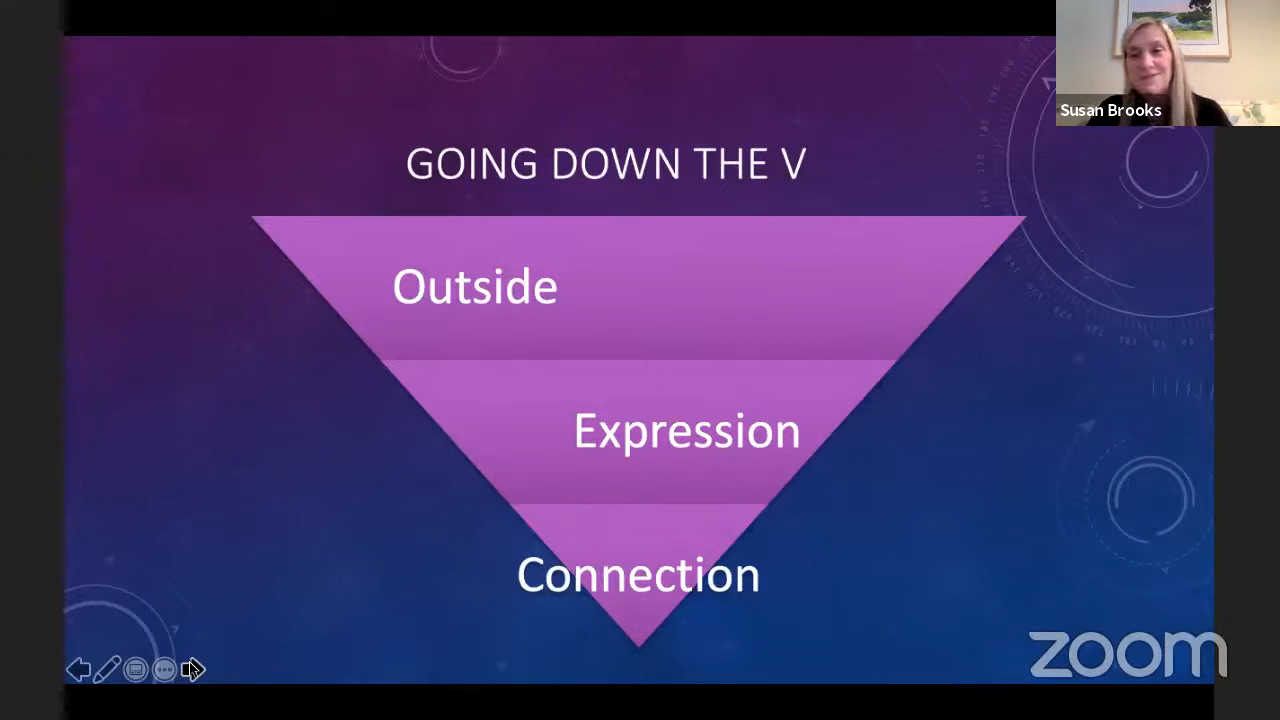 Susan Brooks
GOING DOWN THE V
Outside
Expression
Connection
zoom